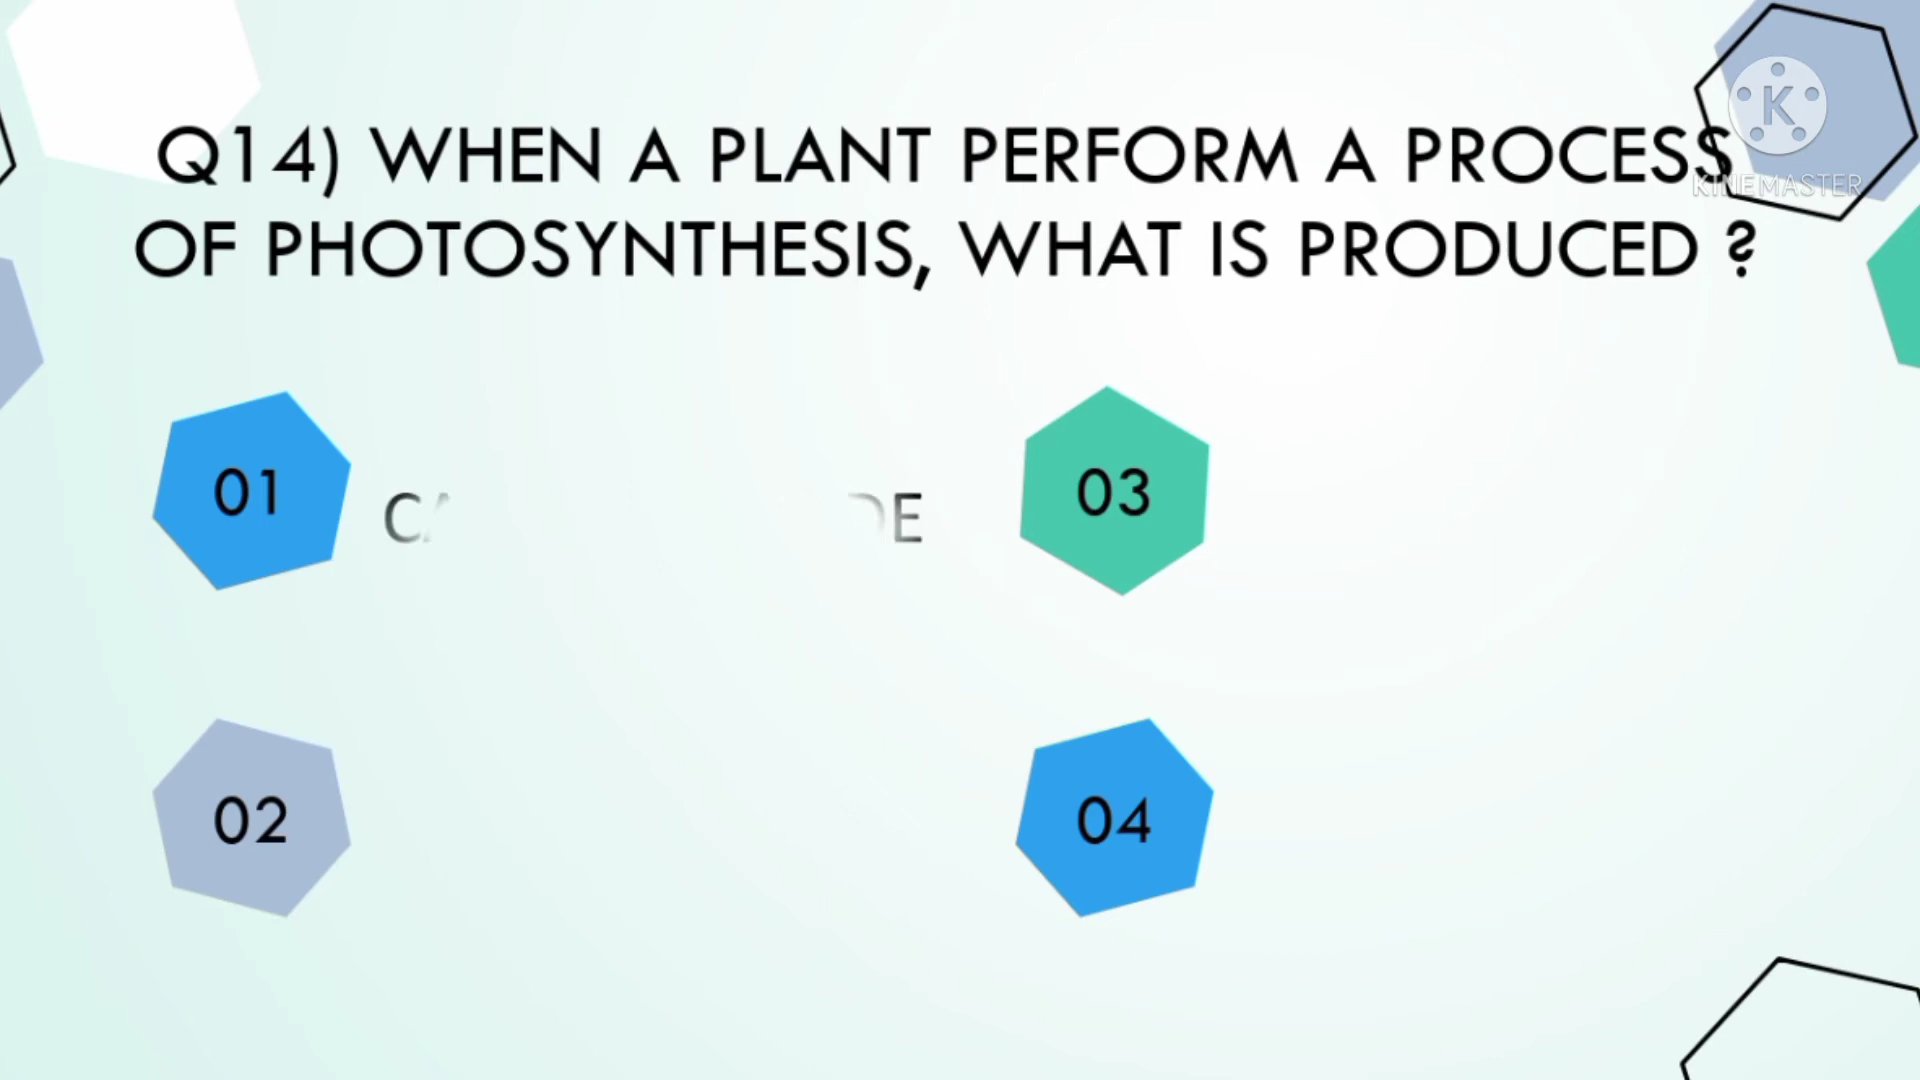 Q14) WHEN A PLANT PERFORM A PROCESS
OF PHOTOSYNTHESIS, WHAT IS PRODUCED ?
K
KINEMASTER
01
03
02
04